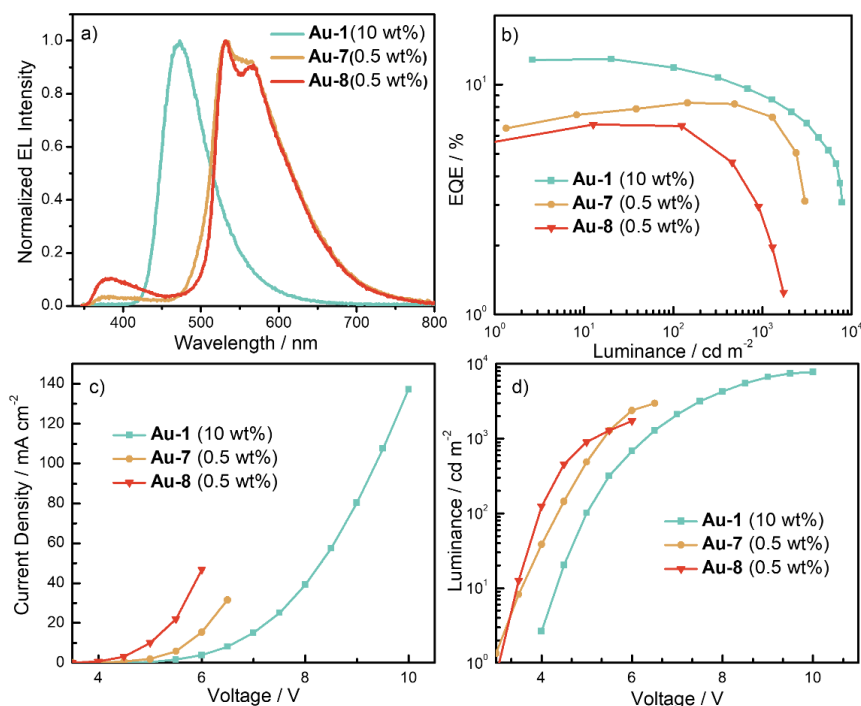 a)
Au-1 (10 wt%)
Au-7 (0.5 wt%)
Au-8 (0.5 wt%)
Normalized EL Intensity
1.0
0.8
0.6
0.4
0.2
0.0
400 500 600 700 800
Wavelength / nm
b)
Au-1 (10 wt%)
Au-7 (0.5 wt%)
Au-8 (0.5 wt%)
EQE / %
10¹
10⁰
10⁰ 10¹ 10² 10³ 10⁴
Luminance / cd m⁻²
c)
Au-1 (10 wt%)
Au-7 (0.5 wt%)
Au-8 (0.5 wt%)
Current Density / mA cm⁻²
140
120
100
80
60
40
20
0
4 6 8 10
Voltage / V
d)
Au-1 (10 wt%)
Au-7 (0.5 wt%)
Au-8 (0.5 wt%)
Luminance / cd m⁻²
10⁴
10³
10²
10¹
10⁰
4 6 8 10
Voltage / V